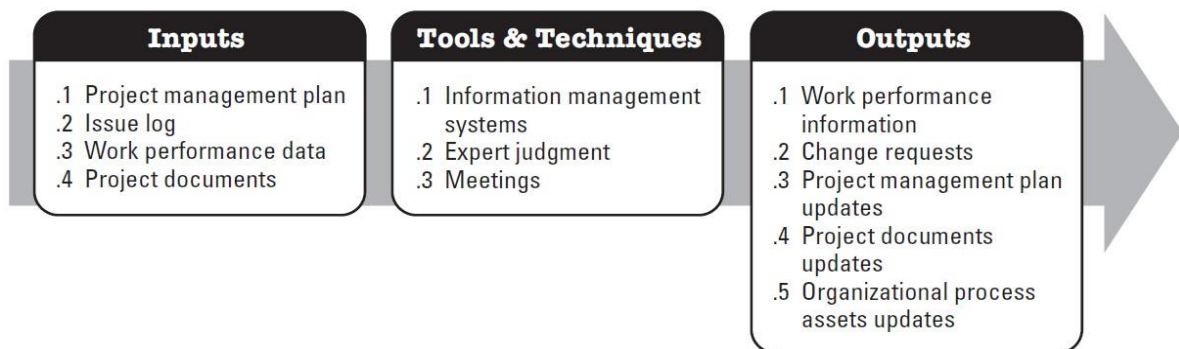 Inputs
.1 Project management plan
.2 Issue log
.3 Work performance data
.4 Project documents
Tools & Techniques
.1 Information management
systems
.2 Expert judgment
.3 Meetings
Outputs
.1 Work performance
information
.2 Change requests
.3 Project management plan
updates
.4 Project documents
updates
.5 Organizational process
assets updates